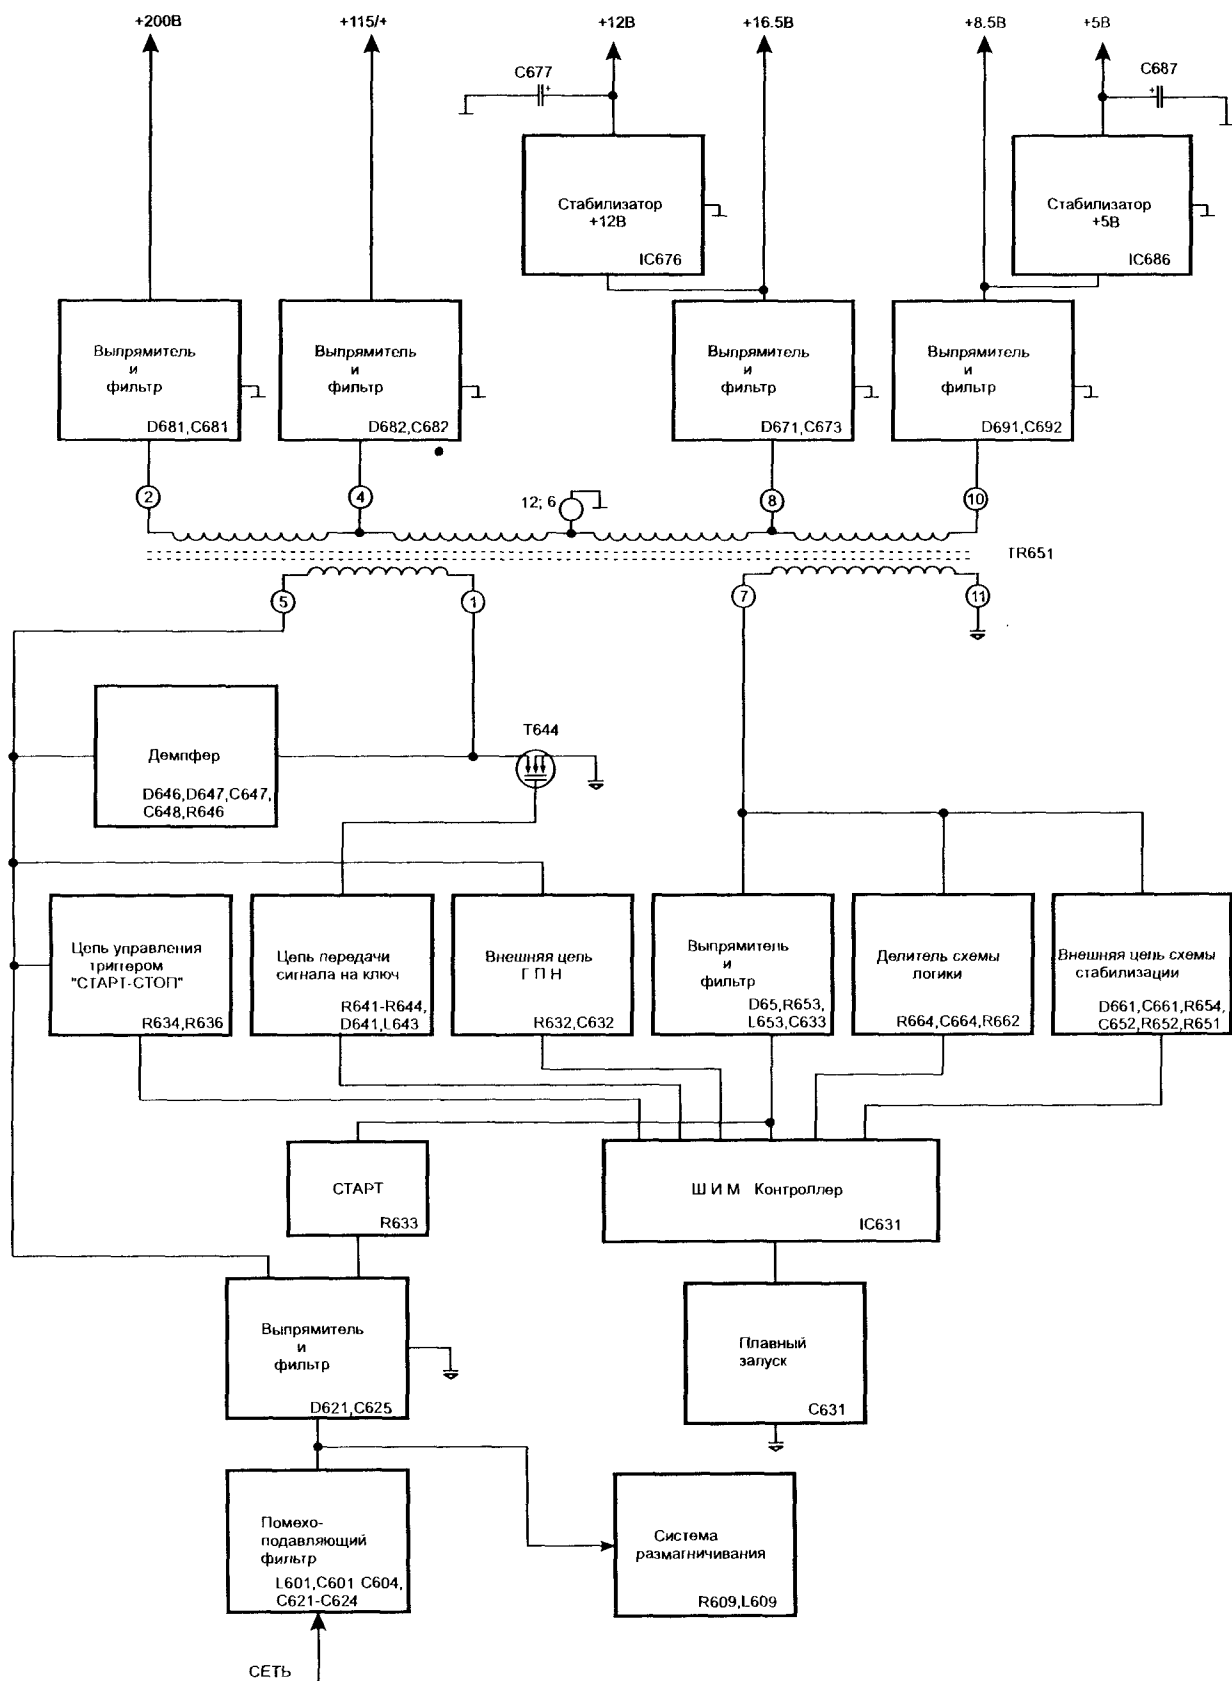 +200В
+115/+
+12В
+16.5В
+8.5В
+5В
C677
C687
Стабилизатор
+12В
IC676
Стабилизатор
+5В
IC686
Выпрямитель
и
фильтр
D681,C681
Выпрямитель
и
фильтр
D682,C682
Выпрямитель
и
фильтр
D671,C673
Выпрямитель
и
фильтр
D691,C692
2
4
12; 6
8
10
TR651
5
1
7
11
Демпфер
D646,D647,C647,
C648,R646
T644
Цепь управления
триггером
"СТАРТ-СТОП"
R634,R636
Цепь передачи
сигнала на ключ
R641-R644,
D641,L643
Внешняя цепь
Г П Н
R632,C632
Выпрямитель
и
фильтр
D65,R653,
L653,C633
Делитель схемы
логики
R664,C664,R662
Внешняя цепь схемы
стабилизации
D661,C661,R654,
C652,R652,R651
СТАРТ
R633
Ш И М Контроллер
IC631
Выпрямитель
и
фильтр
D621,C625
Плавный
запуск
C631
Помехо-
подавляющий
фильтр
L601,C601 C604,
C621-C624
Система
размагничивания
R609,L609
СЕТЬ